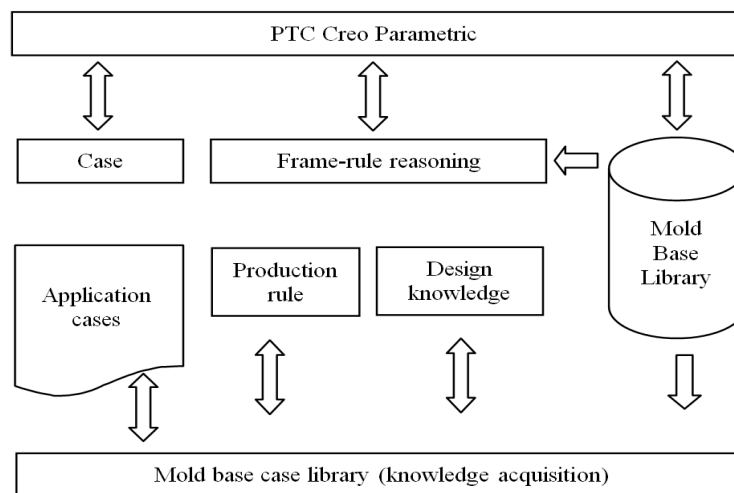 PTC Creo Parametric
Case
Frame-rule reasoning
Mold
Base
Library
Application
cases
Production
rule
Design
knowledge
Mold base case library (knowledge acquisition)